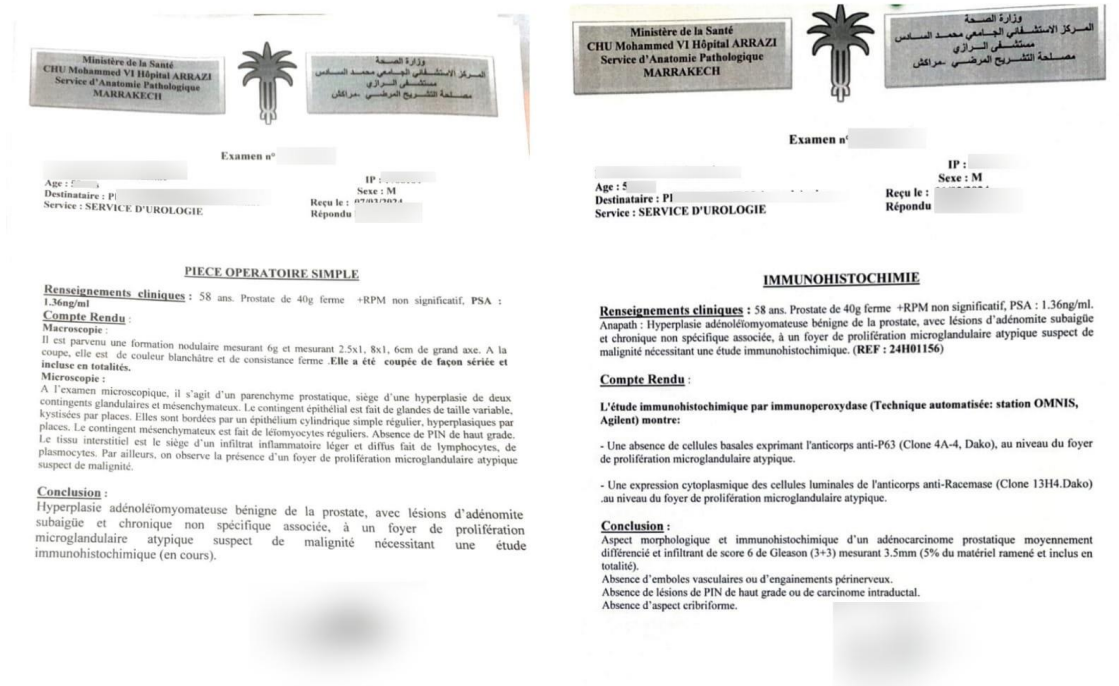 Ministère de la Santé
CHU Mohammed VI Hôpital ARRAZI
Service d'Anatomie Pathologique
MARRAKECH
وزارة الصحة
المركز الاستشفائي الجامعي محمد السادس
مستشفى الرازي
مصلحة التشريح المرضي -مراكش
Examen n°
IP :
Age :
Sexe : M
Destinataire :
Reçu le :
Service : SERVICE D'UROLOGIE
Répondu
PIECE OPERATOIRE SIMPLE
Renseignements cliniques : 58 ans. Prostate de 40g ferme +RPM non significatif, PSA :
1.36ng/ml
Compte Rendu :
Macroscopie :
Il est parvenu une formation nodulaire mesurant 6g et mesurant 2.5x1, 8x1, 6cm de grand axe. A la
coupe, elle est de couleur blanchâtre et de consistance ferme .Elle a été coupée de façon sériée et
incluse en totalités.
Microscopie :
A l'examen microscopique, il s'agit d'un parenchyme prostatique, siège d'une hyperplasie de deux
contingents glandulaires et mésenchymateux. Le contingent épithélial est fait de glandes de taille variable,
kystisées par places. Elles sont bordées par un épithélium cylindrique simple régulier, hyperplasiques par
places. Le contingent mésenchymateux est fait de léiomyocytes réguliers. Absence de PIN de haut grade.
Le tissu interstitiel est le siège d'un infiltrat inflammatoire léger et diffus fait de lymphocytes, de
plasmocytes. Par ailleurs, on observe la présence d'un foyer de prolifération microglandulaire atypique
suspect de malignité.
Conclusion :
Hyperplasie adénoléïomyomateuse bénigne de la prostate, avec lésions d'adénomite
subaigüe et chronique non spécifique associée, à un foyer de prolifération
microglandulaire atypique suspect de malignité nécessitant une étude
immunohistochimique (en cours).
Ministère de la Santé
CHU Mohammed VI Hôpital ARRAZI
Service d'Anatomie Pathologique
MARRAKECH
وزارة الصحة
المركز الاستشفائي الجامعي محمد السادس
مستشفى الرازي
مصلحة التشريح المرضي -مراكش
Examen n°
IP :
Age : 5
Sexe : M
Destinataire :
Reçu le :
Service : SERVICE D'UROLOGIE
Répondu
IMMUNOHISTOCHIMIE
Renseignements cliniques : 58 ans. Prostate de 40g ferme +RPM non significatif, PSA : 1.36ng/ml.
Anapath : Hyperplasie adénoléïomyomateuse bénigne de la prostate, avec lésions d'adénomite subaigüe
et chronique non spécifique associée, à un foyer de prolifération microglandulaire atypique suspect de
malignité nécessitant une étude immunohistochimique. (REF : 24H01156)
Compte Rendu :
L'étude immunohistochimique par immunoperoxydase (Technique automatisée: station OMNIS,
Agilent) montre:
- Une absence de cellules basales exprimant l'anticorps anti-P63 (Clone 4A-4, Dako), au niveau du foyer
de prolifération microglandulaire atypique.
- Une expression cytoplasmique des cellules luminales de l'anticorps anti-Racemase (Clone 13H4.Dako)
.au niveau du foyer de prolifération microglandulaire atypique.
Conclusion :
Aspect morphologique et immunohistochimique d'un adénocarcinome prostatique moyennement
différencié et infiltrant de score 6 de Gleason (3+3) mesurant 3.5mm (5% du matériel ramené et inclus en
totalité).
Absence d'emboles vasculaires ou d'engainements périnerveux.
Absence de lésions de PIN de haut grade ou de carcinome intraductal.
Absence d'aspect cribriforme.